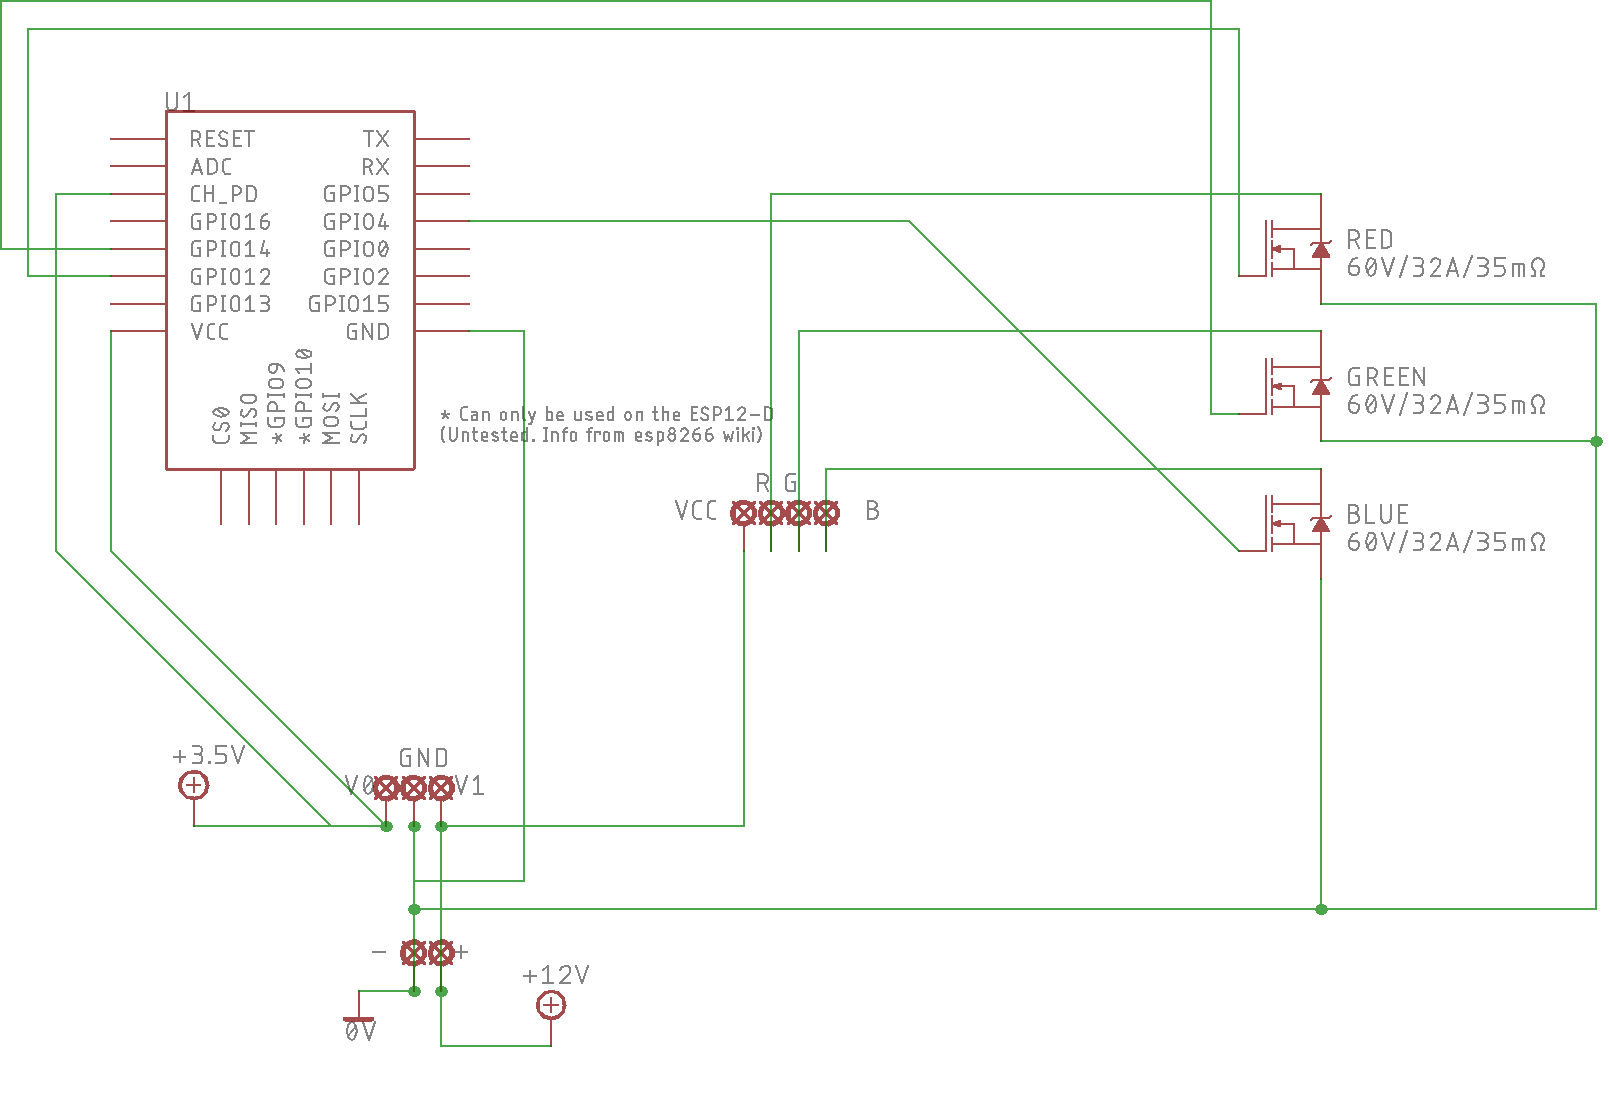 U1
RESET
ADC
CH_PD
GPIO16
GPIO14
GPIO12
GPIO13
VCC
TX
RX
GPIO5
GPIO4
GPIO0
GPIO2
GPIO15
GND
CS0
MISO
*GPIO9
*GPIO10
MOSI
SCLK
* Can only be used on the ESP12-D
(Untested. Info from esp8266 wiki)
RED
60V/32A/35mΩ
GREEN
60V/32A/35mΩ
BLUE
60V/32A/35mΩ
R G
VCC
B
+3.5V
GND
V0
V1
-
+
+12V
0V